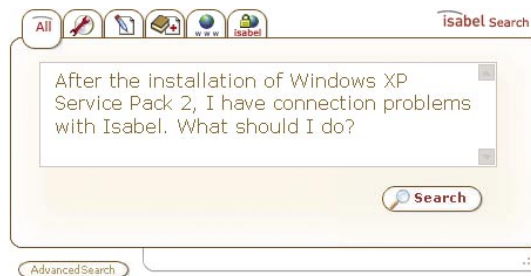 All
www
isabel
isabel Search
After the installation of Windows XP
Service Pack 2, I have connection problems
with Isabel. What should I do?
Search
Advanced Search